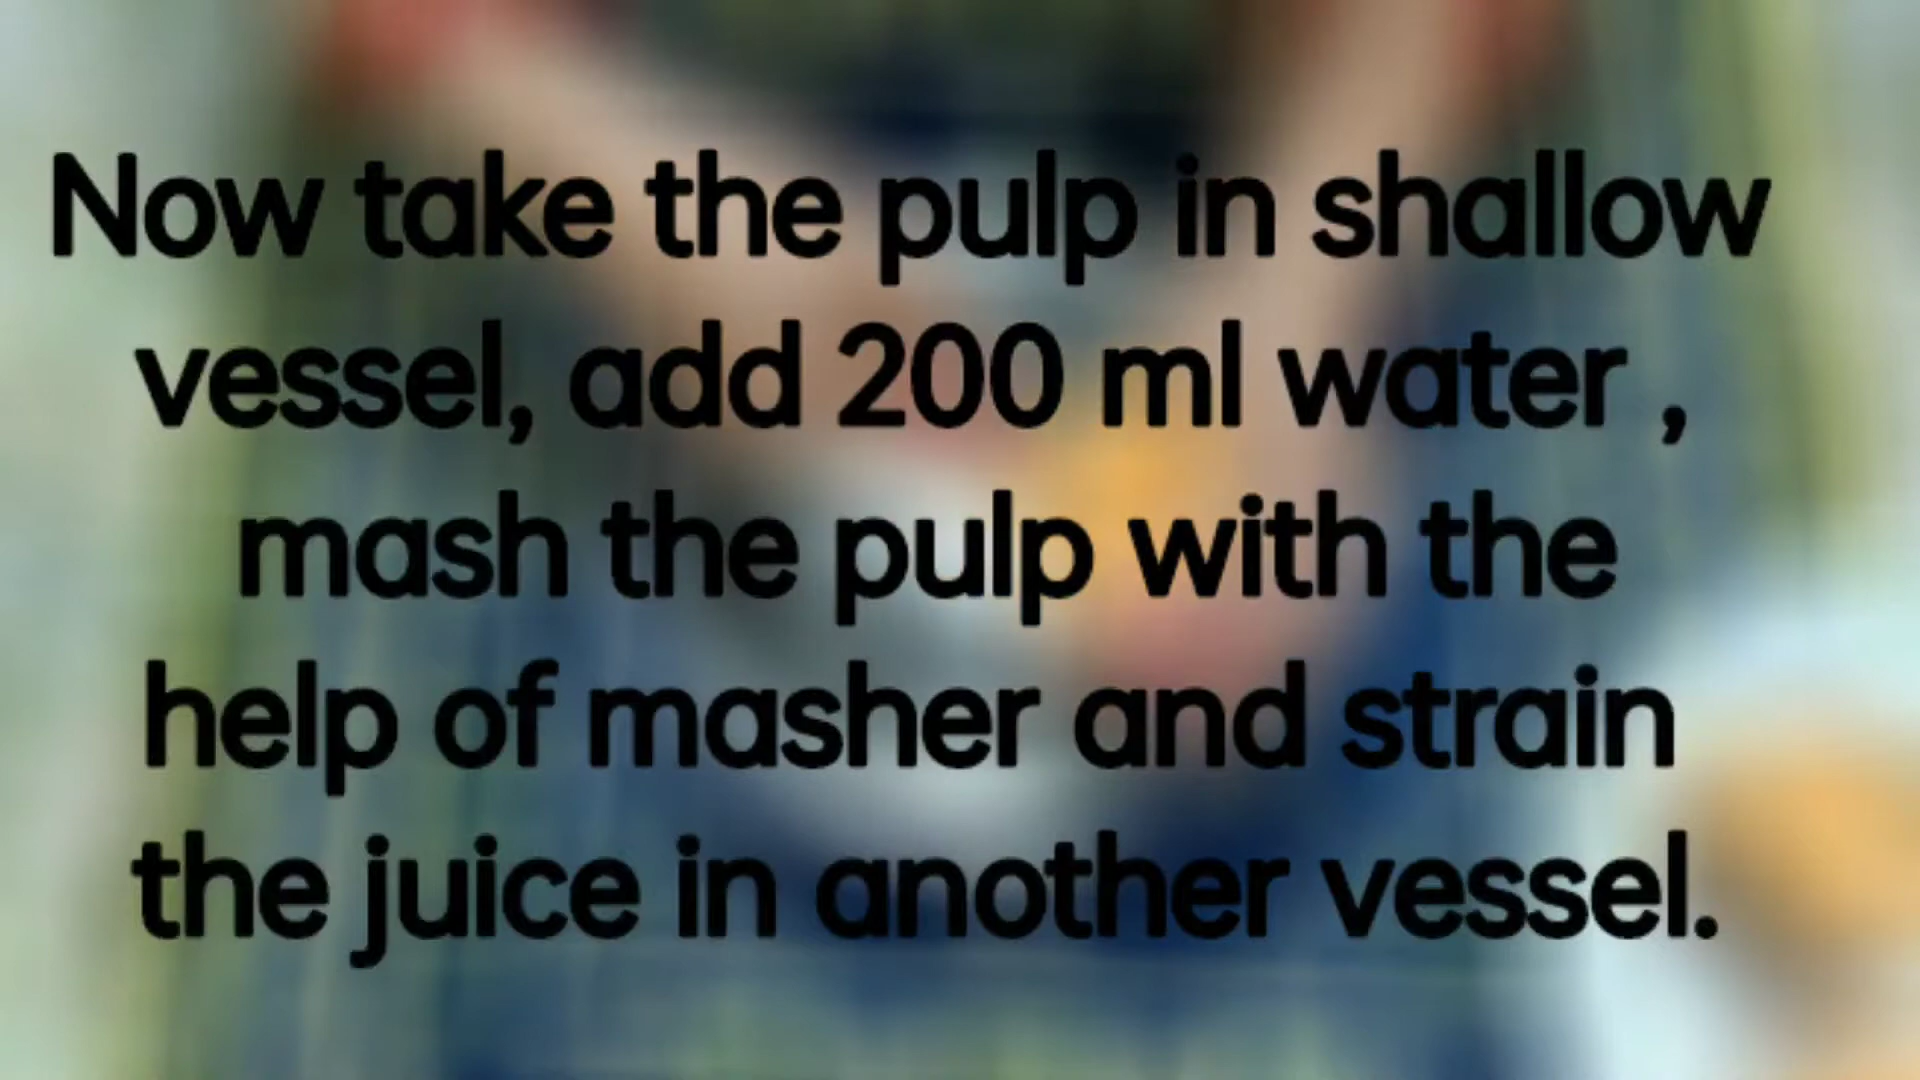 Now take the pulp in shallow
vessel, add 200 ml water ,
mash the pulp with the
help of masher and strain
the juice in another vessel.